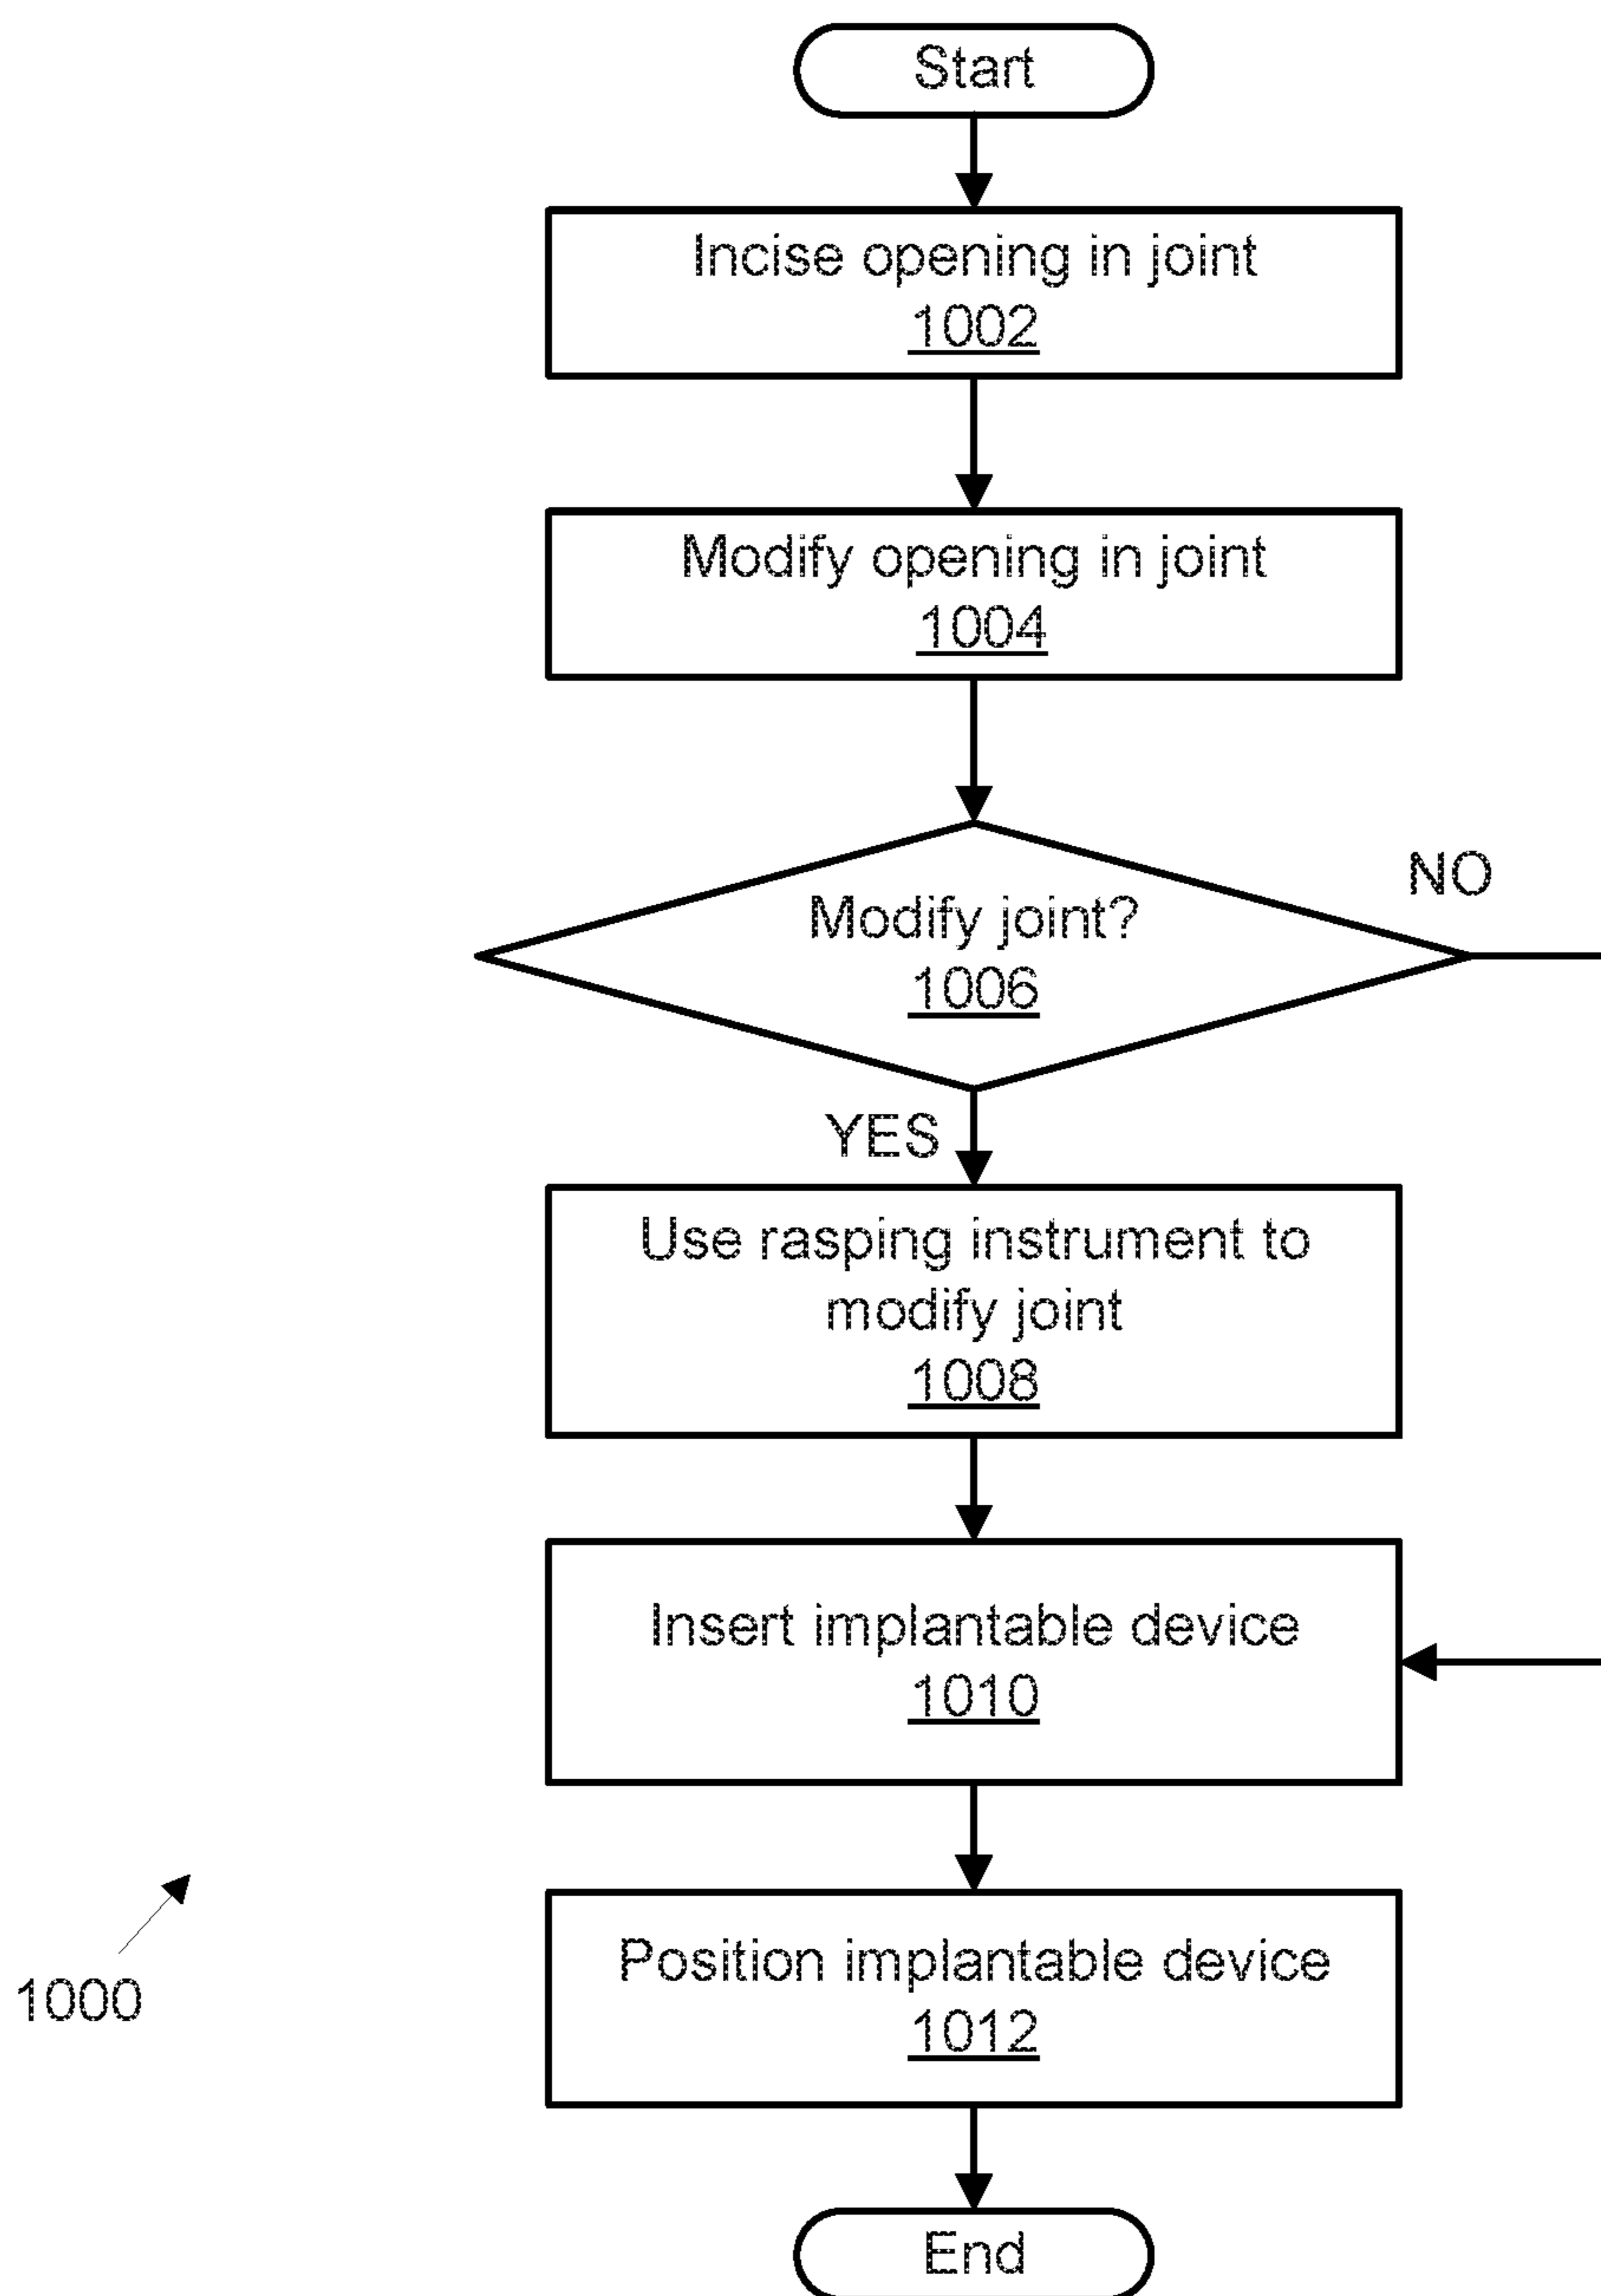 Start
Incise opening in joint
1002
Modify opening in joint
1004
Modify joint?
1006
NO
YES
Use rasping instrument to
modify joint
1008
Insert implantable device
1010
Position implantable device
1012
1000
End